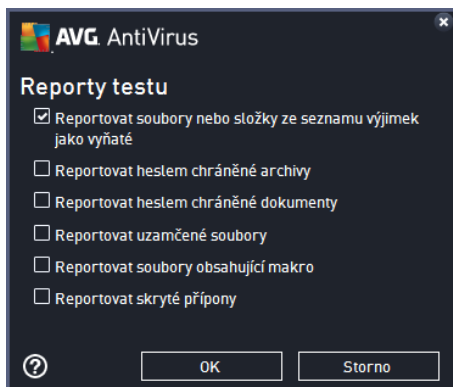 AVG. AntiVirus
Reporty testu
Reportovat soubory nebo složky ze seznamu výjimek
jako vyňaté
Reportovat heslem chráněné archivy
Reportovat heslem chráněné dokumenty
Reportovat uzamčené soubory
Reportovat soubory obsahující makro
Reportovat skryté přípony
? OK Storno